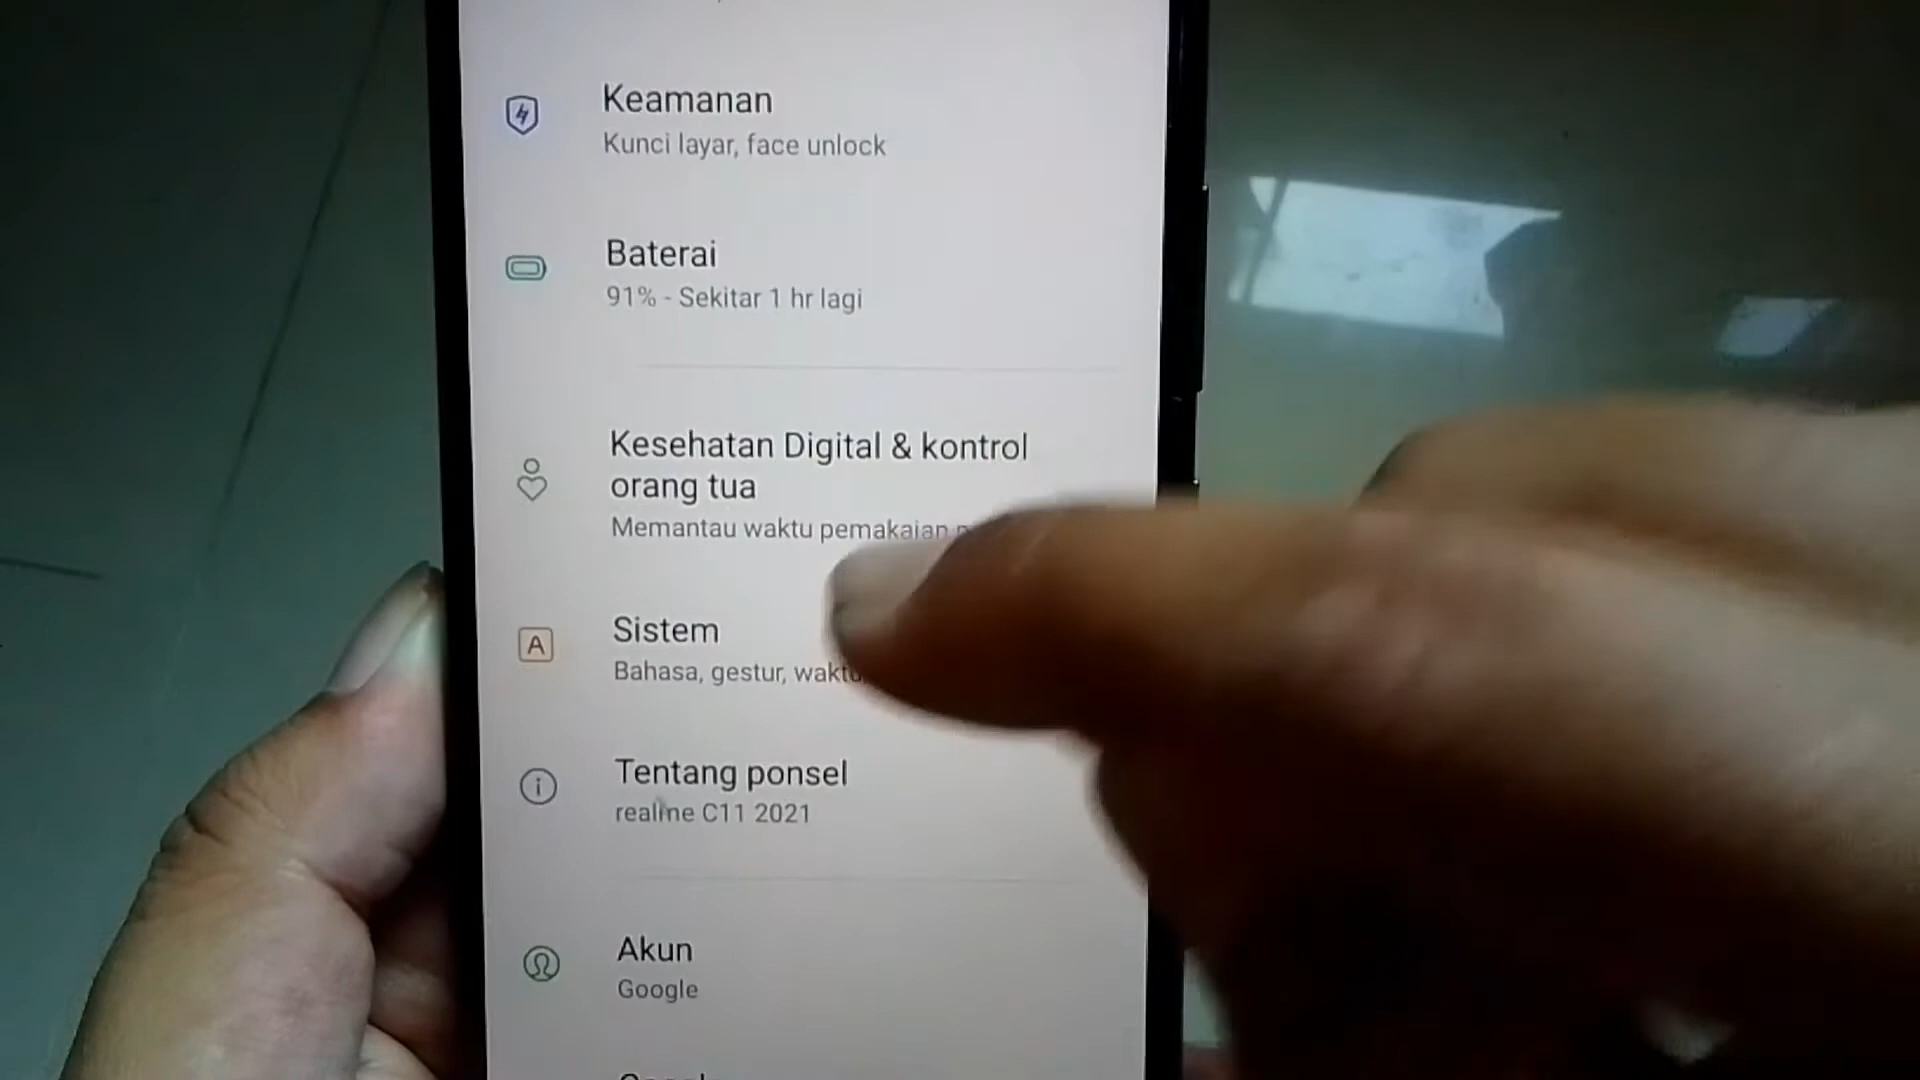 Keamanan
Kunci layar, face unlock
Baterai
91% - Sekitar 1 hr lagi
Kesehatan Digital & kontrol
orang tua
Memantau waktu pemakaian
A
Sistem
Bahasa, gestur, waktu
Tentang ponsel
realme C11 2021
Akun
Google